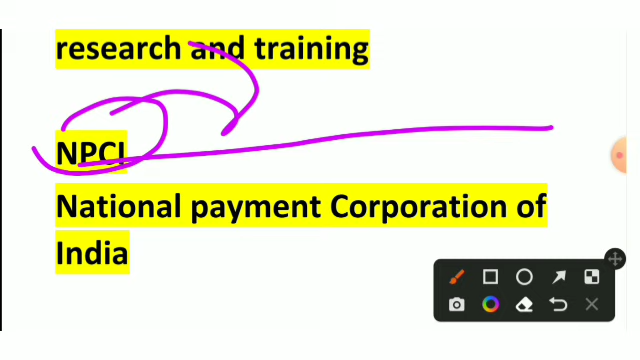 research and training
NPCI
National payment Corporation of
India